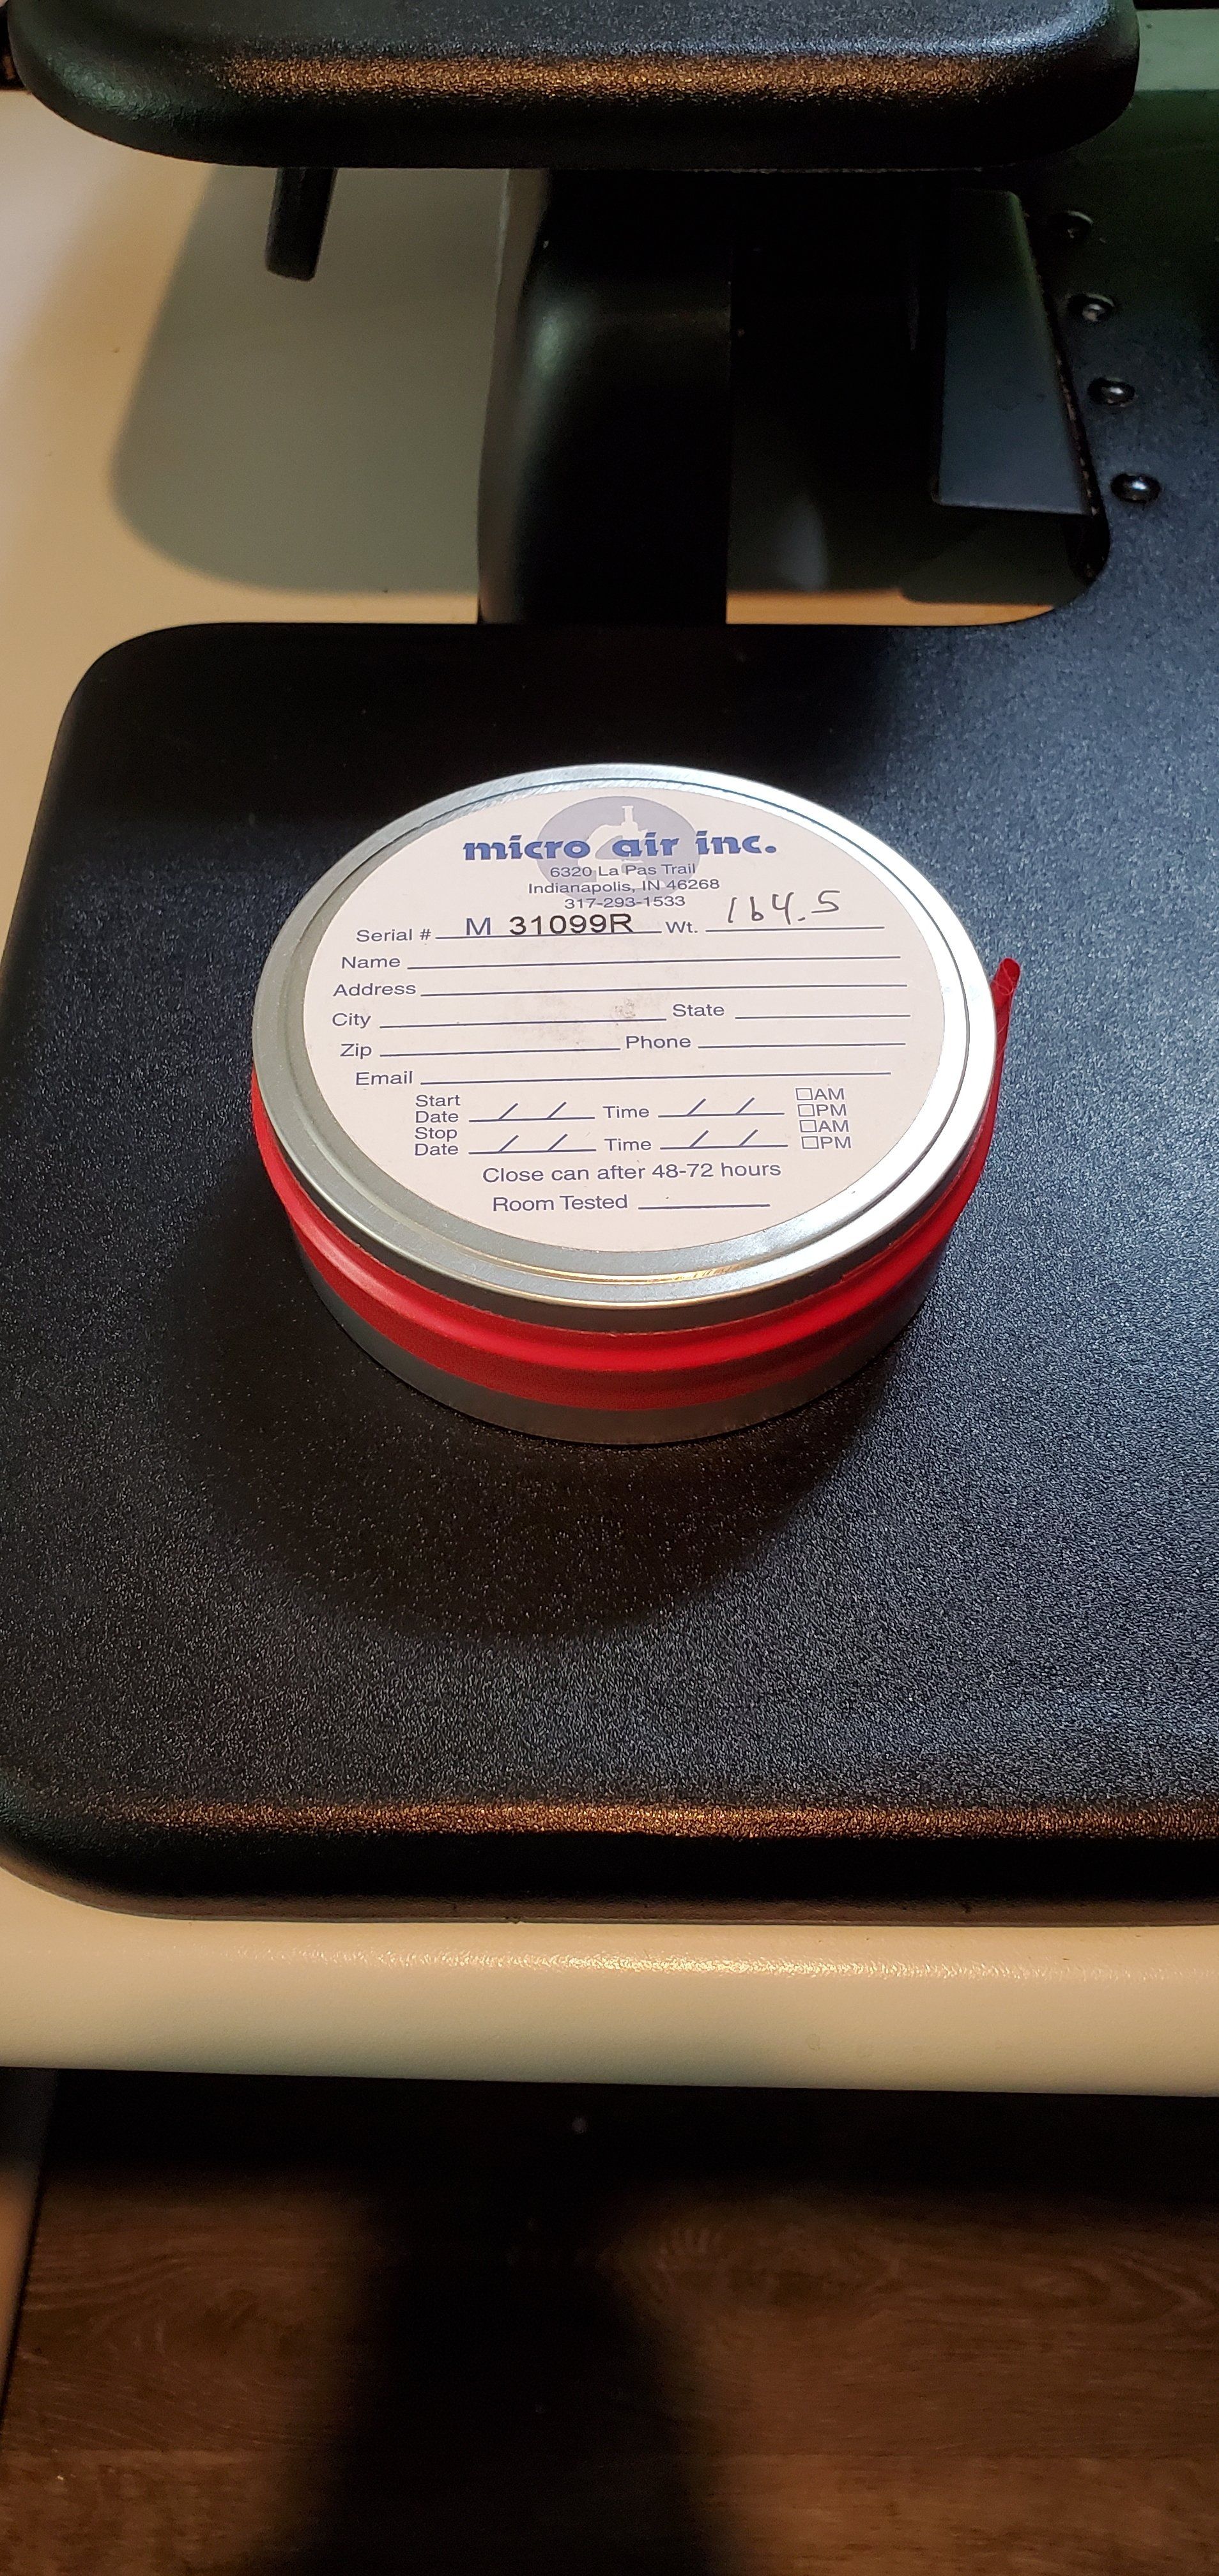 micro air inc.
6320 La Pas Trail
Indianapolis, IN 46268
317-293-1533
Serial # M 31099R Wt. 164.5
Name
Address
City State
Zip Phone
Email
Start Date / / Time / / □AM □PM
Stop Date / / Time / / □AM □PM
Close can after 48-72 hours
Room Tested